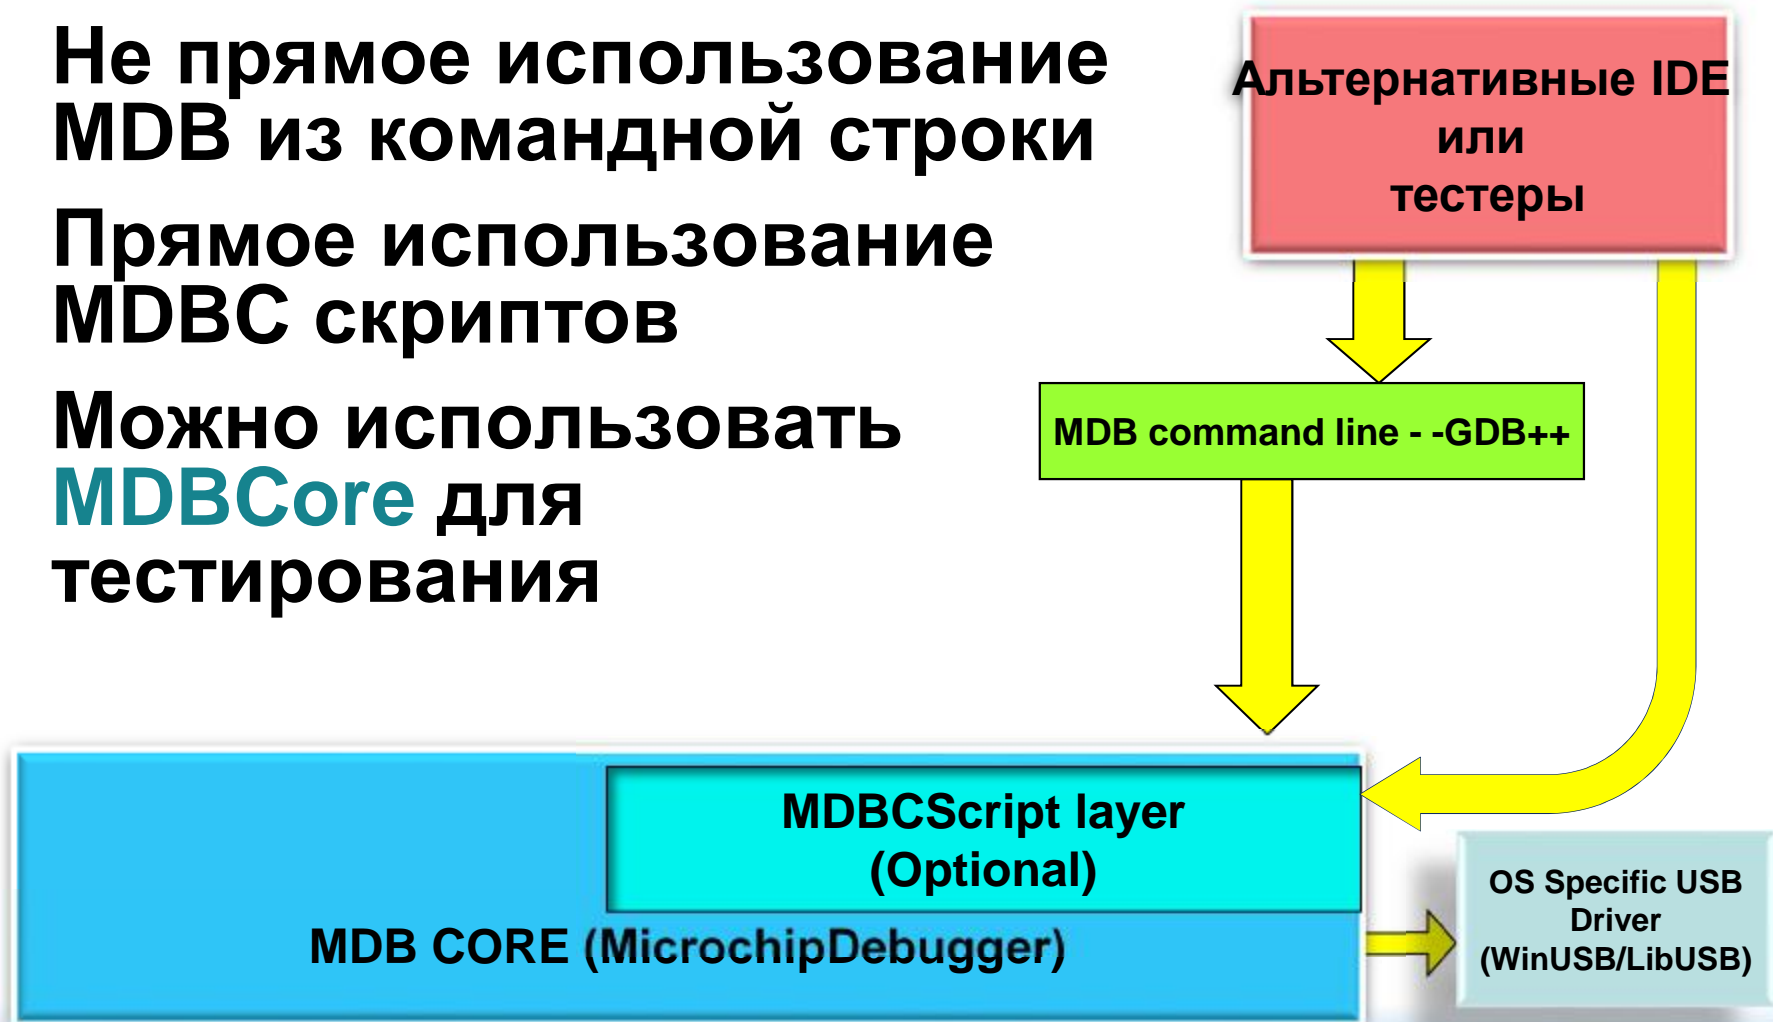 Не прямое использование
MDB из командной строки
Прямое использование
MDBC скриптов
Можно использовать
MDBCore для
тестирования
Альтернативные IDE
или
тестеры
MDB command line - -GDB++
MDBCScript layer
(Optional)
MDB CORE (MicrochipDebugger)
OS Specific USB
Driver
(WinUSB/LibUSB)